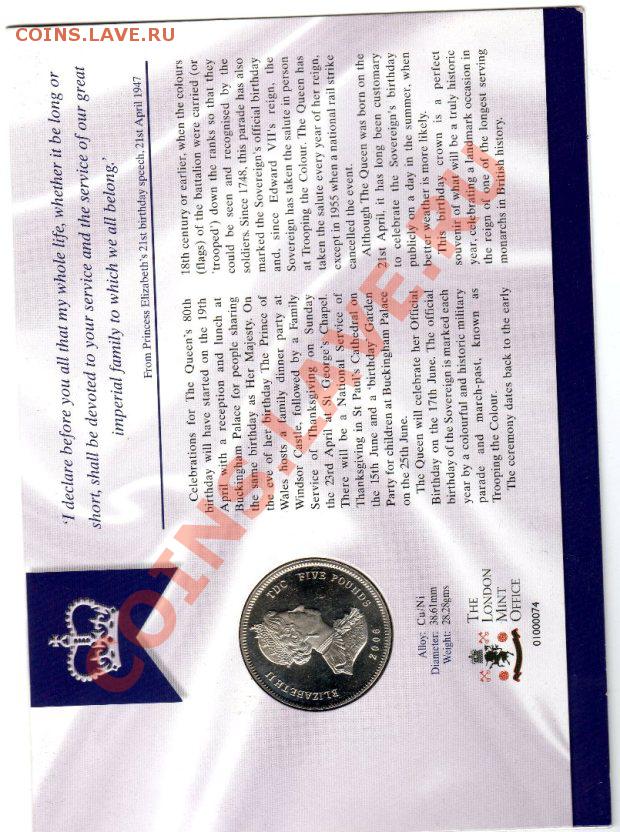 COINS.LAVE.RU
'I declare before you all that my whole life, whether it be long or
short, shall be devoted to your service and the service of our great
imperial family to which we all belong.'
From Princess Elizabeth's 21st birthday speech, 21st April 1947
Celebrations for The Queen's 80th
birthday will have started on the 19th
April with a reception and lunch at
Buckingham Palace for people sharing
the same birthday as Her Majesty. On
the eve of her birthday The Prince of
Wales hosts a family dinner party at
Windsor Castle, followed by a Family
Service of Thanksgiving on Sunday
the 23rd April at St George's Chapel.
There will be a National Service of
Thanksgiving in St Paul's Cathedral on
the 15th June and a 'birthday' Garden
Party for children at Buckingham Palace
on the 25th June.
The Queen will celebrate her Official
Birthday on the 17th June. The official
birthday of the Sovereign is marked each
year by a colourful and historic military
parade and march-past, known as
Trooping the Colour.
The ceremony dates back to the early
18th century or earlier, when the colours
(flags) of the battalion were carried (or
'trooped') down the ranks so that they
could be seen and recognised by the
soldiers. Since 1748, this parade has also
marked the Sovereign's official birthday
and, since Edward VII's reign, the
Sovereign has taken the salute in person
at Trooping the Colour. The Queen has
taken the salute every year of her reign,
except in 1955 when a national rail strike
cancelled the event.
Although The Queen was born on the
21st April, it has long been customary
to celebrate the Sovereign's birthday
publicly on a day in the summer, when
better weather is more likely.
This birthday crown is a perfect
souvenir of what will be a truly historic
year, celebrating a landmark occasion in
the reign of one of the longest serving
monarchs in British history.
ELIZABETH II TDC FIVE POUNDS
2006
Alloy: Cu/Ni
Diameter: 38.61mm
Weight: 28.28gms
THE
LONDON
MINT
OFFICE
01000074
COINS.LAVE.RU